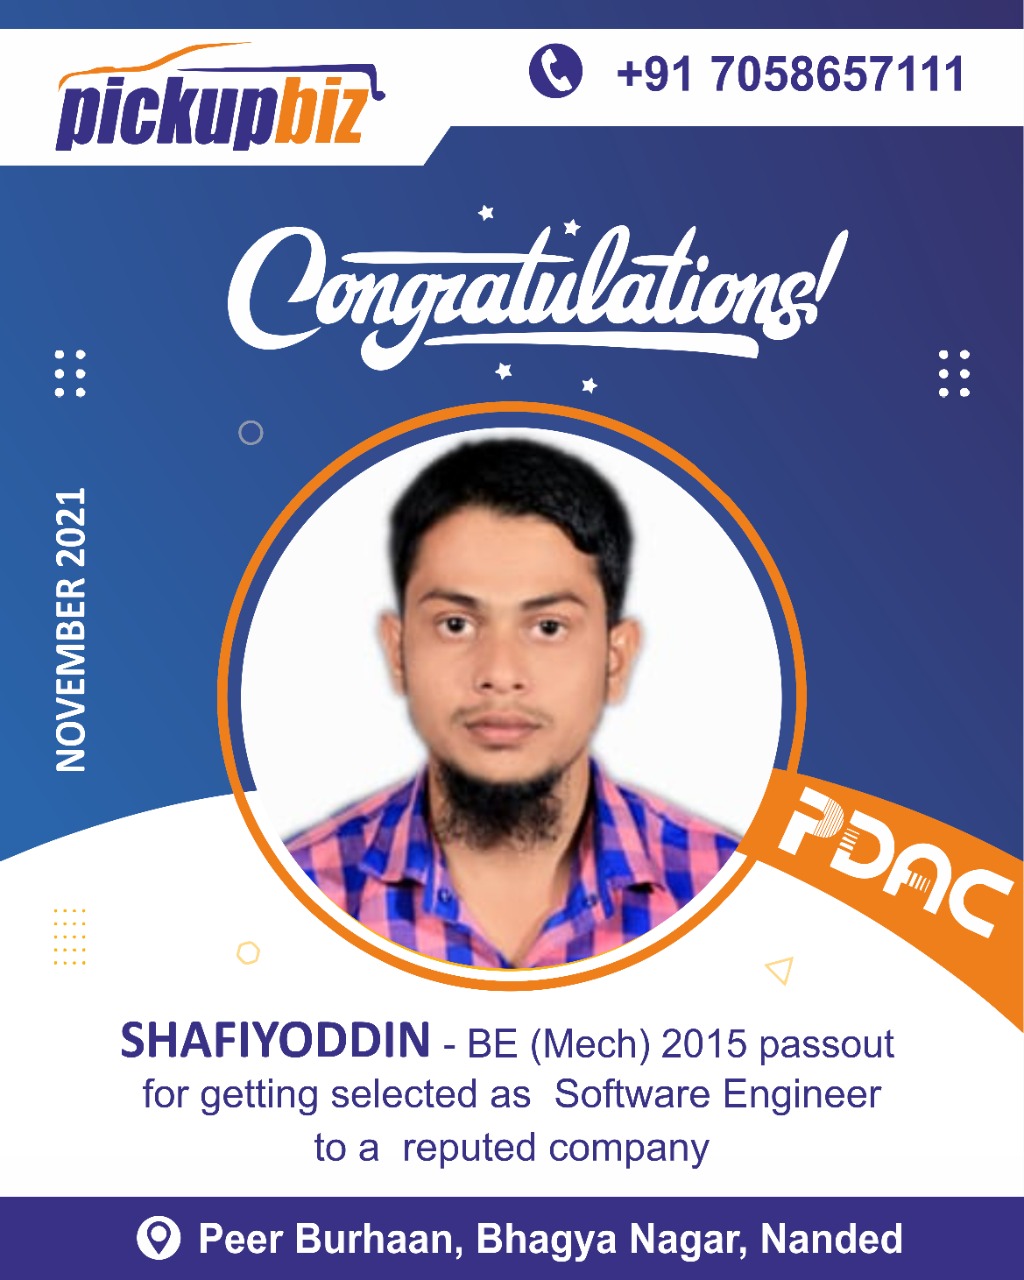 pickupbiz
+91 7058657111
Congratulations!
NOVEMBER 2021
PDAC
SHAFIYODDIN - BE (Mech) 2015 passout
for getting selected as Software Engineer
to a reputed company
Peer Burhaan, Bhagya Nagar, Nanded